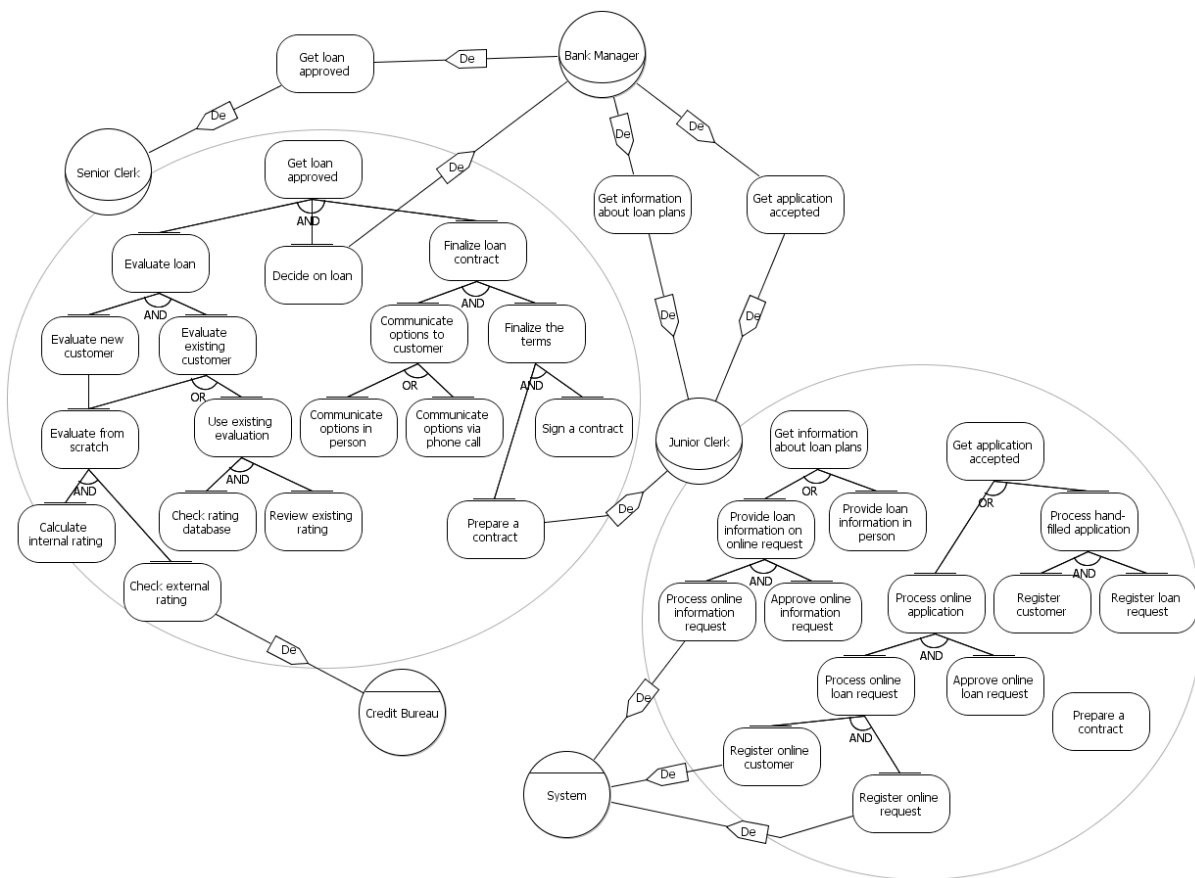 Get loan
approved
De
Bank Manager
De
De
De
Senior Clerk
Get loan
approved
De
Get information
about loan plans
Get application
accepted
AND
Evaluate loan
Decide on loan
Finalize loan
contract
AND
AND
De
De
Evaluate new
customer
Evaluate
existing
customer
Communicate
options to
customer
Finalize the
terms
OR
OR
AND
Evaluate from
scratch
Use existing
evaluation
Communicate
options in
person
Communicate
options via
phone call
Sign a contract
Junior Clerk
Get information
about loan plans
Get application
accepted
AND
AND
OR
OR
Calculate
internal rating
Check rating
database
Review existing
rating
Prepare a
contract
De
Provide loan
information on
online request
Provide loan
information in
person
Process hand-
filled application
Check external
rating
AND
AND
Process online
information
request
Approve online
information
request
Process online
application
Register
customer
Register loan
request
De
AND
Credit Bureau
De
Process online
loan request
Approve online
loan request
Prepare a
contract
AND
Register online
customer
De
System
Register online
request
De